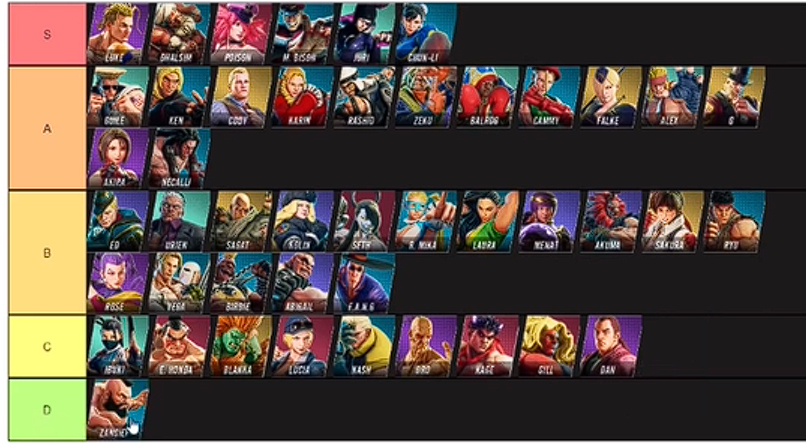 S
LUKE DHALSIM POISON M. BISON JURI CHUN-LI
A
GUILE KEN CODY KARIN RASHID ZEKU BALROG CAMMY FALKE ALEX G
AKIRA NECALLI
B
ED URIEN SAGAT KOLIN SETH R. MIKA LAURA MENAT AKUMA SAKURA RYU
ROSE VEGA BIRDIE ABIGAIL F.A.N.G
C
IBUKI E. HONDA BLANKA LUCIA NASH ORO KAGE GILL DAN
D
ZANGIEF